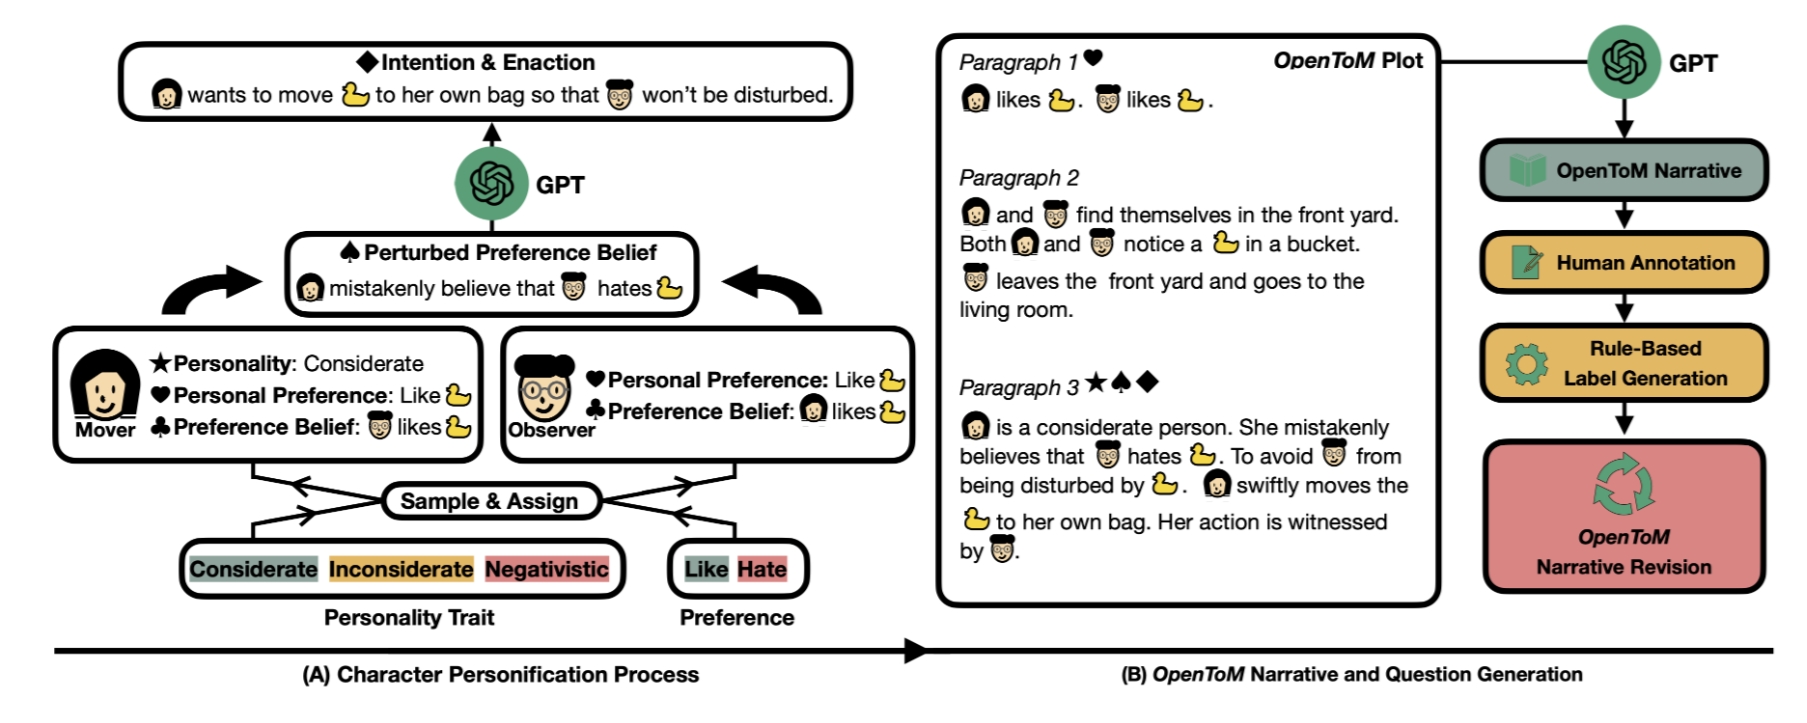 Intention & Enaction
wants to move to her own bag so that won't be disturbed.
GPT
Perturbed Preference Belief
mistakenly believe that hates
Personality: Considerate
Personal Preference: Like
Preference Belief: likes
Mover
Personal Preference: Like
Preference Belief: likes
Observer
Sample & Assign
Considerate Inconsiderate Negativistic
Personality Trait
Like Hate
Preference
(A) Character Personification Process
OpenToM Plot
Paragraph 1
likes . likes .
Paragraph 2
and find themselves in the front yard.
Both and notice a in a bucket.
leaves the front yard and goes to the
living room.
Paragraph 3
is a considerate person. She mistakenly
believes that hates . To avoid from
being disturbed by . swiftly moves the
to her own bag. Her action is witnessed
by .
GPT
OpenToM Narrative
Human Annotation
Rule-Based
Label Generation
OpenToM
Narrative Revision
(B) OpenToM Narrative and Question Generation